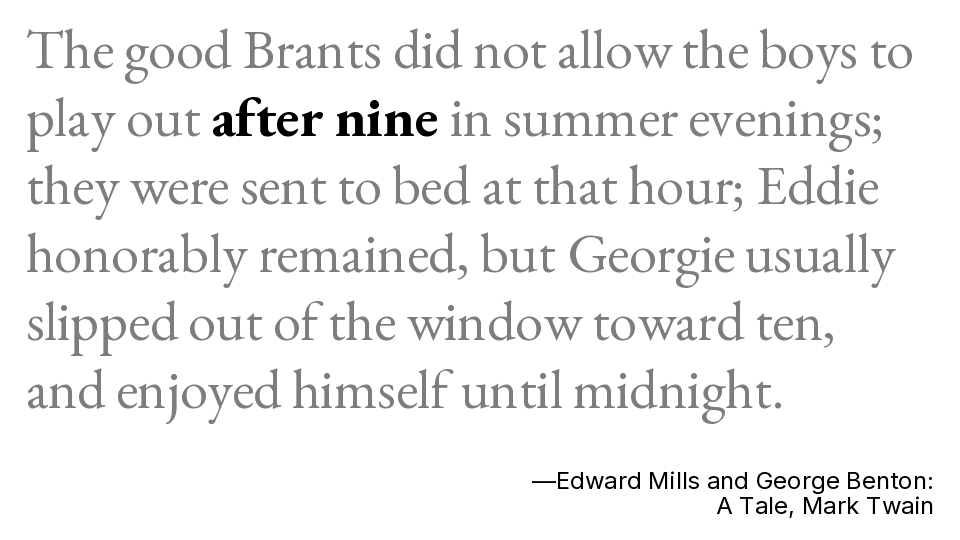 The good Brants did not allow the boys to
play out after nine in summer evenings;
they were sent to bed at that hour; Eddie
honorably remained, but Georgie usually
slipped out of the window toward ten,
and enjoyed himself until midnight.
—Edward Mills and George Benton:
A Tale, Mark Twain